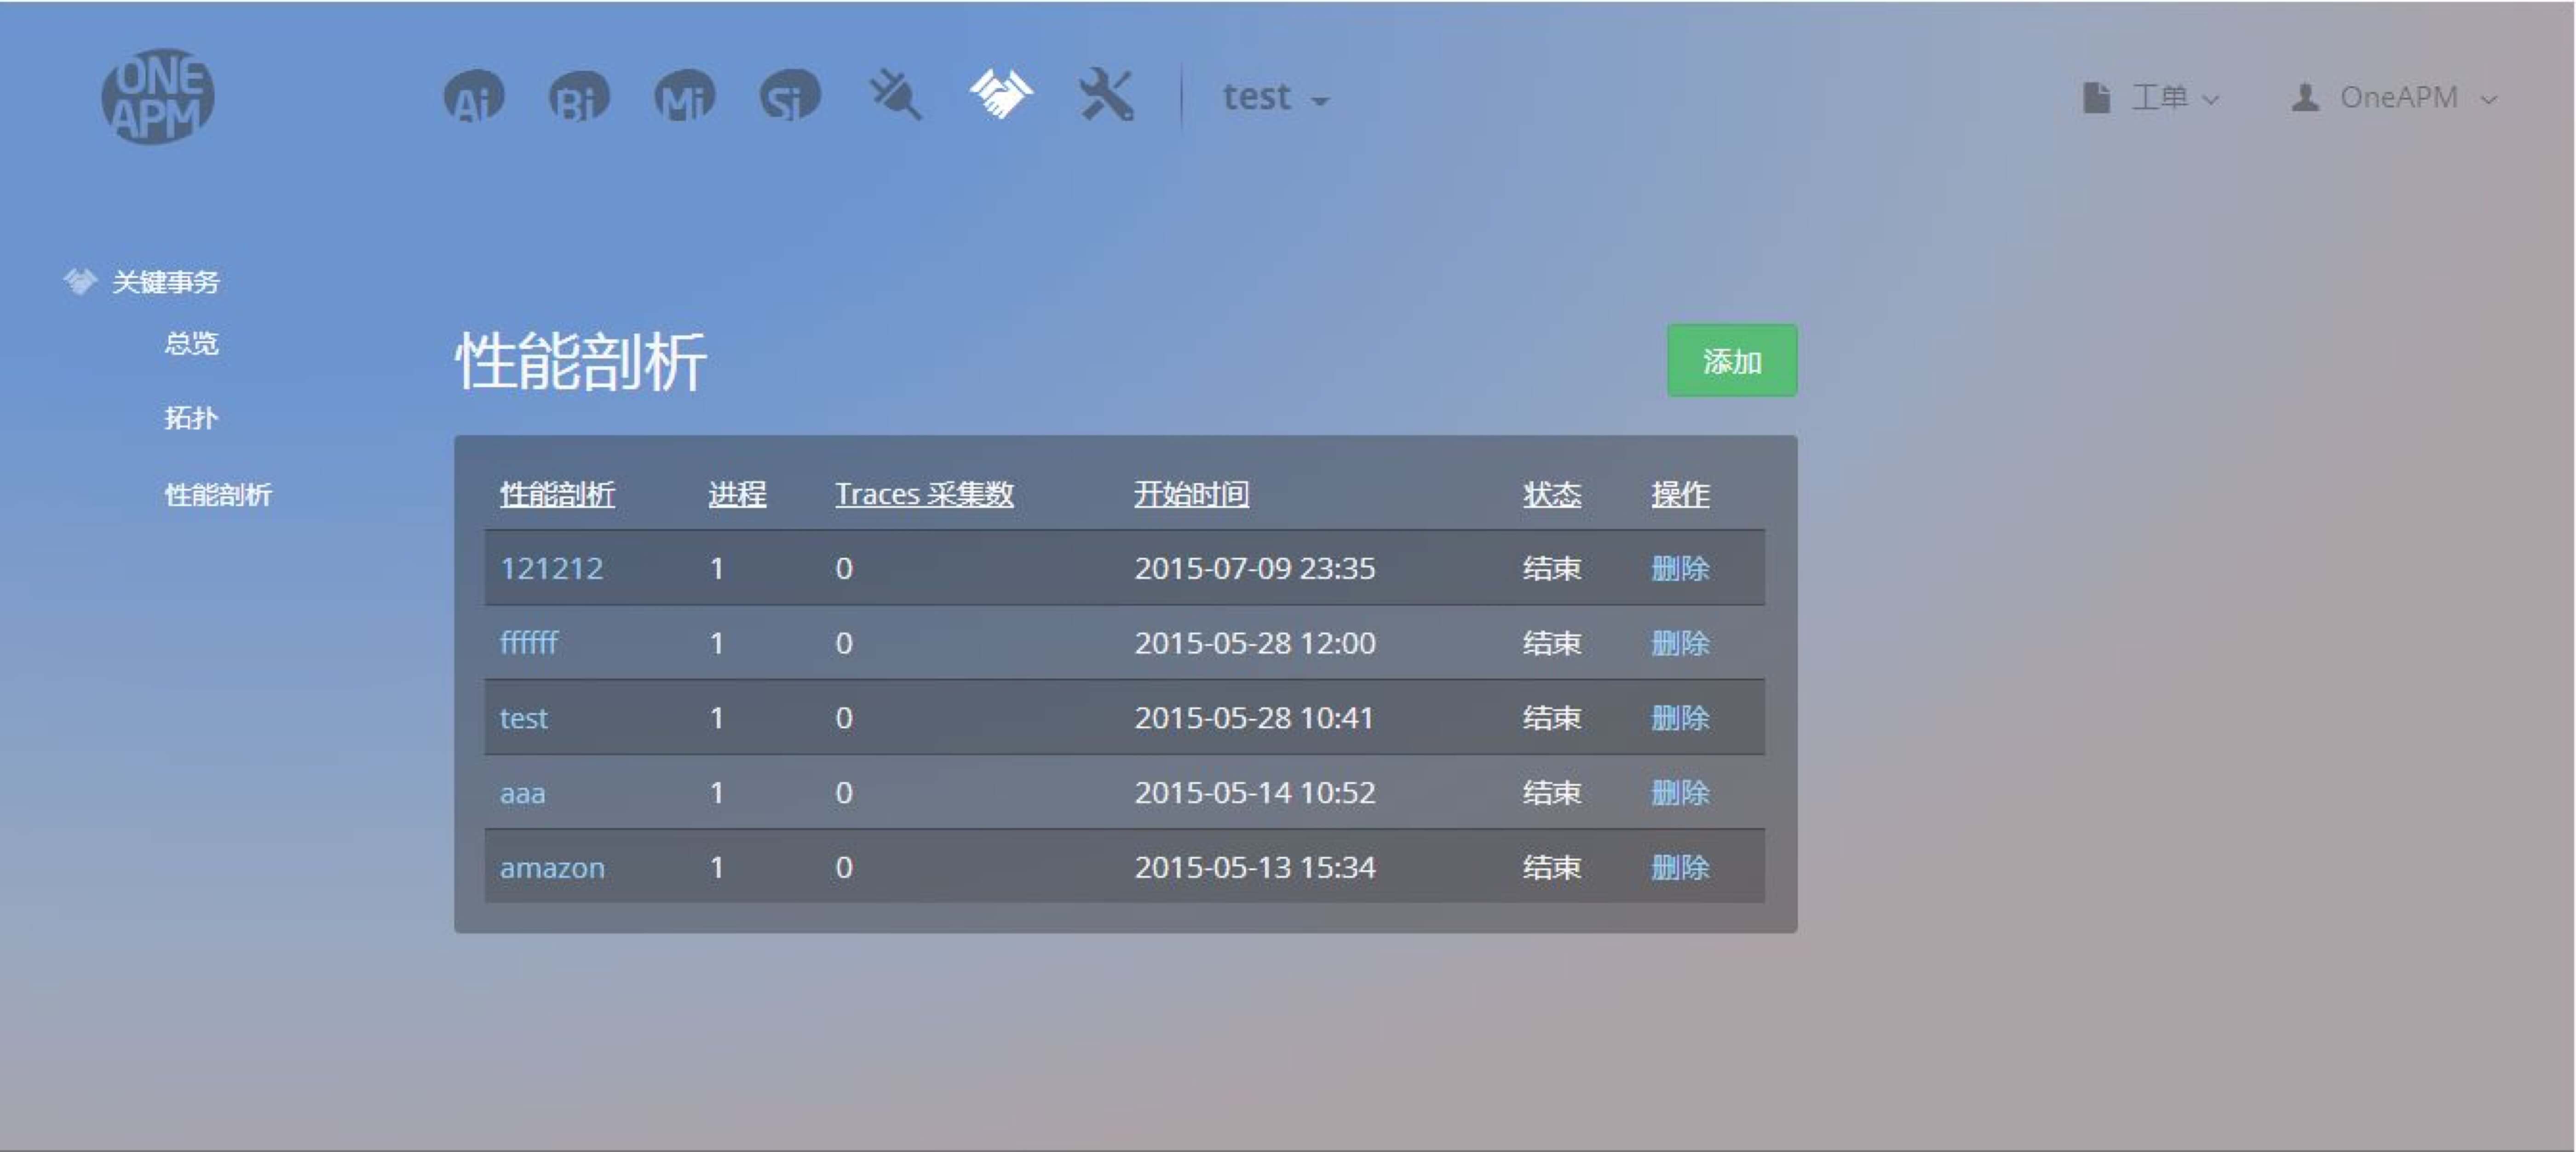 ONE
APM
Ai Bi Mi Si test 工单 OneAPM
关键事务
总览
拓扑
性能剖析
性能剖析 添加
性能剖析 进程 Traces 采集数 开始时间 状态 操作
121212 1 0 2015-07-09 23:35 结束 删除
ffffff 1 0 2015-05-28 12:00 结束 删除
test 1 0 2015-05-28 10:41 结束 删除
aaa 1 0 2015-05-14 10:52 结束 删除
amazon 1 0 2015-05-13 15:34 结束 删除